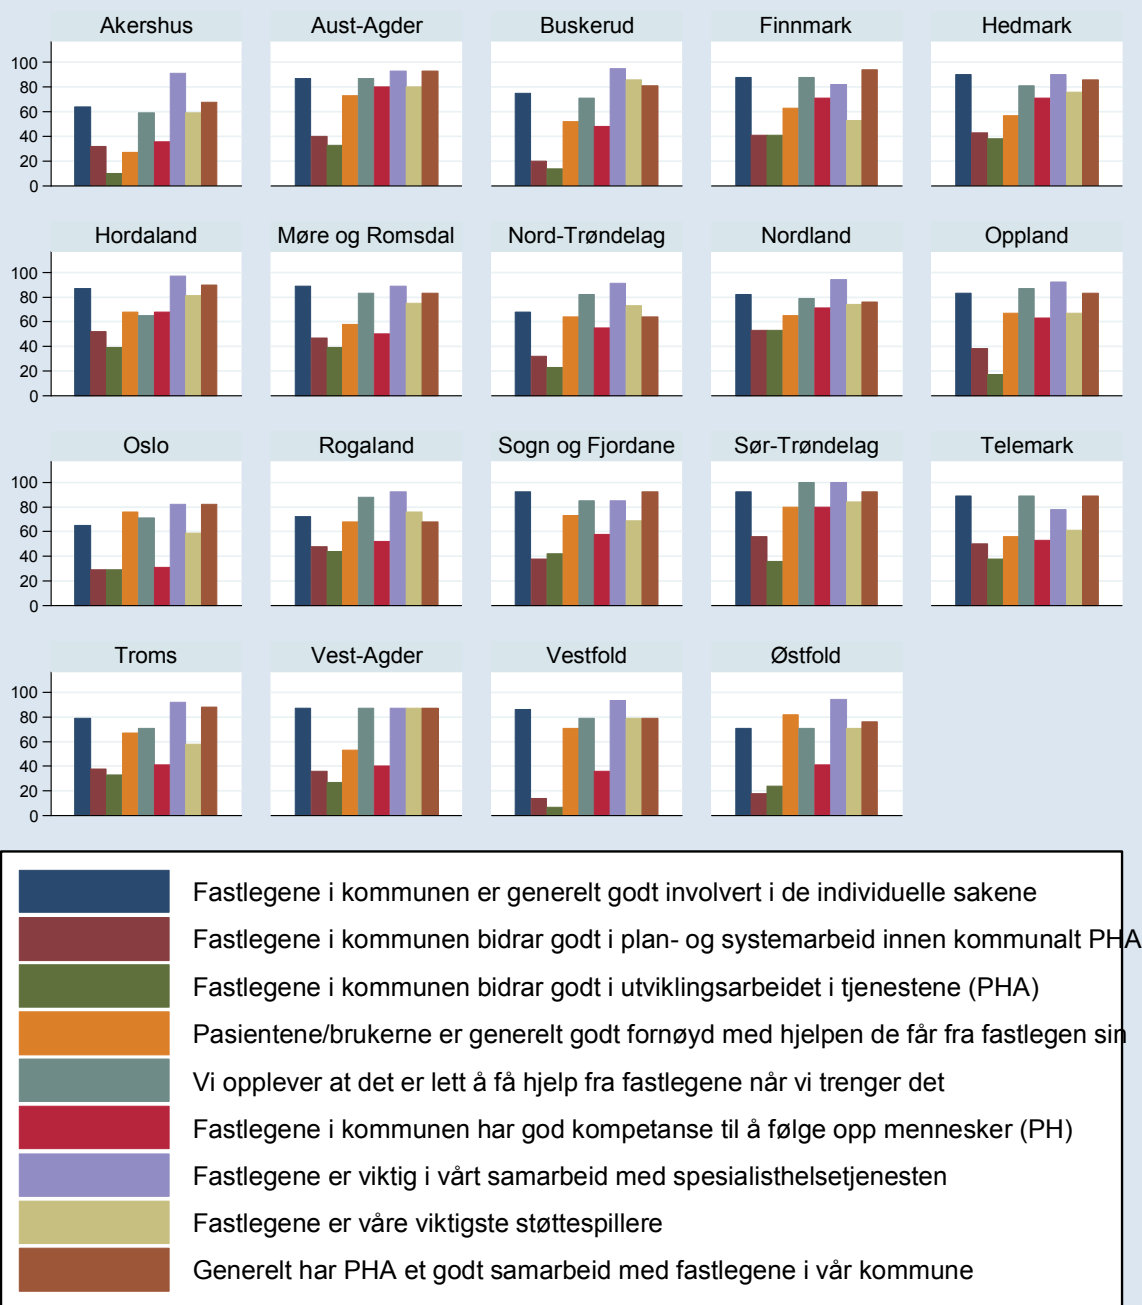 Akershus Aust-Agder Buskerud Finnmark Hedmark
100
80
60
40
20
0
Hordaland Møre og Romsdal Nord-Trøndelag Nordland Oppland
100
80
60
40
20
0
Oslo Rogaland Sogn og Fjordane Sør-Trøndelag Telemark
100
80
60
40
20
0
Troms Vest-Agder Vestfold Østfold
100
80
60
40
20
0
Fastlegene i kommunen er generelt godt involvert i de individuelle sakene
Fastlegene i kommunen bidrar godt i plan- og systemarbeid innen kommunalt PHA
Fastlegene i kommunen bidrar godt i utviklingsarbeidet i tjenestene (PHA)
Pasientene/brukerne er generelt godt fornøyd med hjelpen de får fra fastlegen sin
Vi opplever at det er lett å få hjelp fra fastlegene når vi trenger det
Fastlegene i kommunen har god kompetanse til å følge opp mennesker (PH)
Fastlegene er viktig i vårt samarbeid med spesialisthelsetjenesten
Fastlegene er våre viktigste støttespillere
Generelt har PHA et godt samarbeid med fastlegene i vår kommune